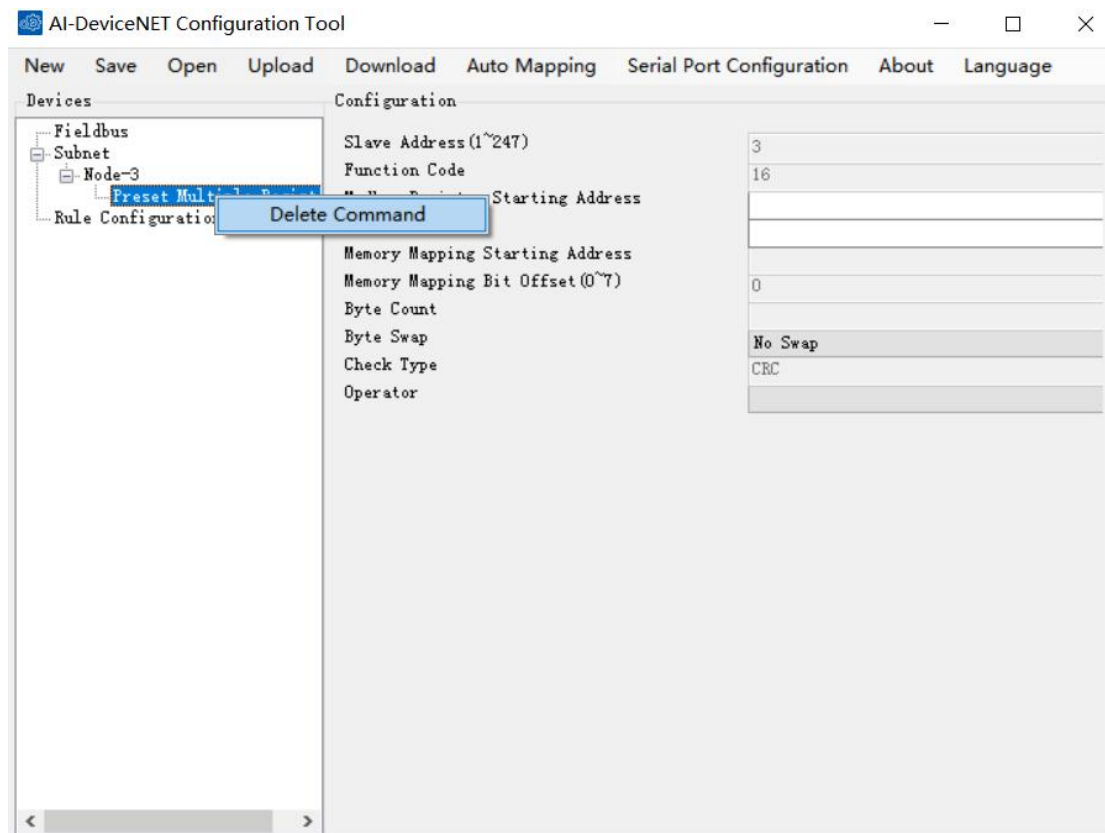 AI-DeviceNET Configuration Tool
New Save Open Upload Download Auto Mapping Serial Port Configuration About Language
Devices
Fieldbus
Subnet
Node-3
Preset
Rule
Delete Command
Configuration
Slave Address(1~247) 3
Function Code 16
Starting Address
Memory Mapping Starting Address
Memory Mapping Bit Offset(0~7) 0
Byte Count
Byte Swap No Swap
Check Type CRC
Operator